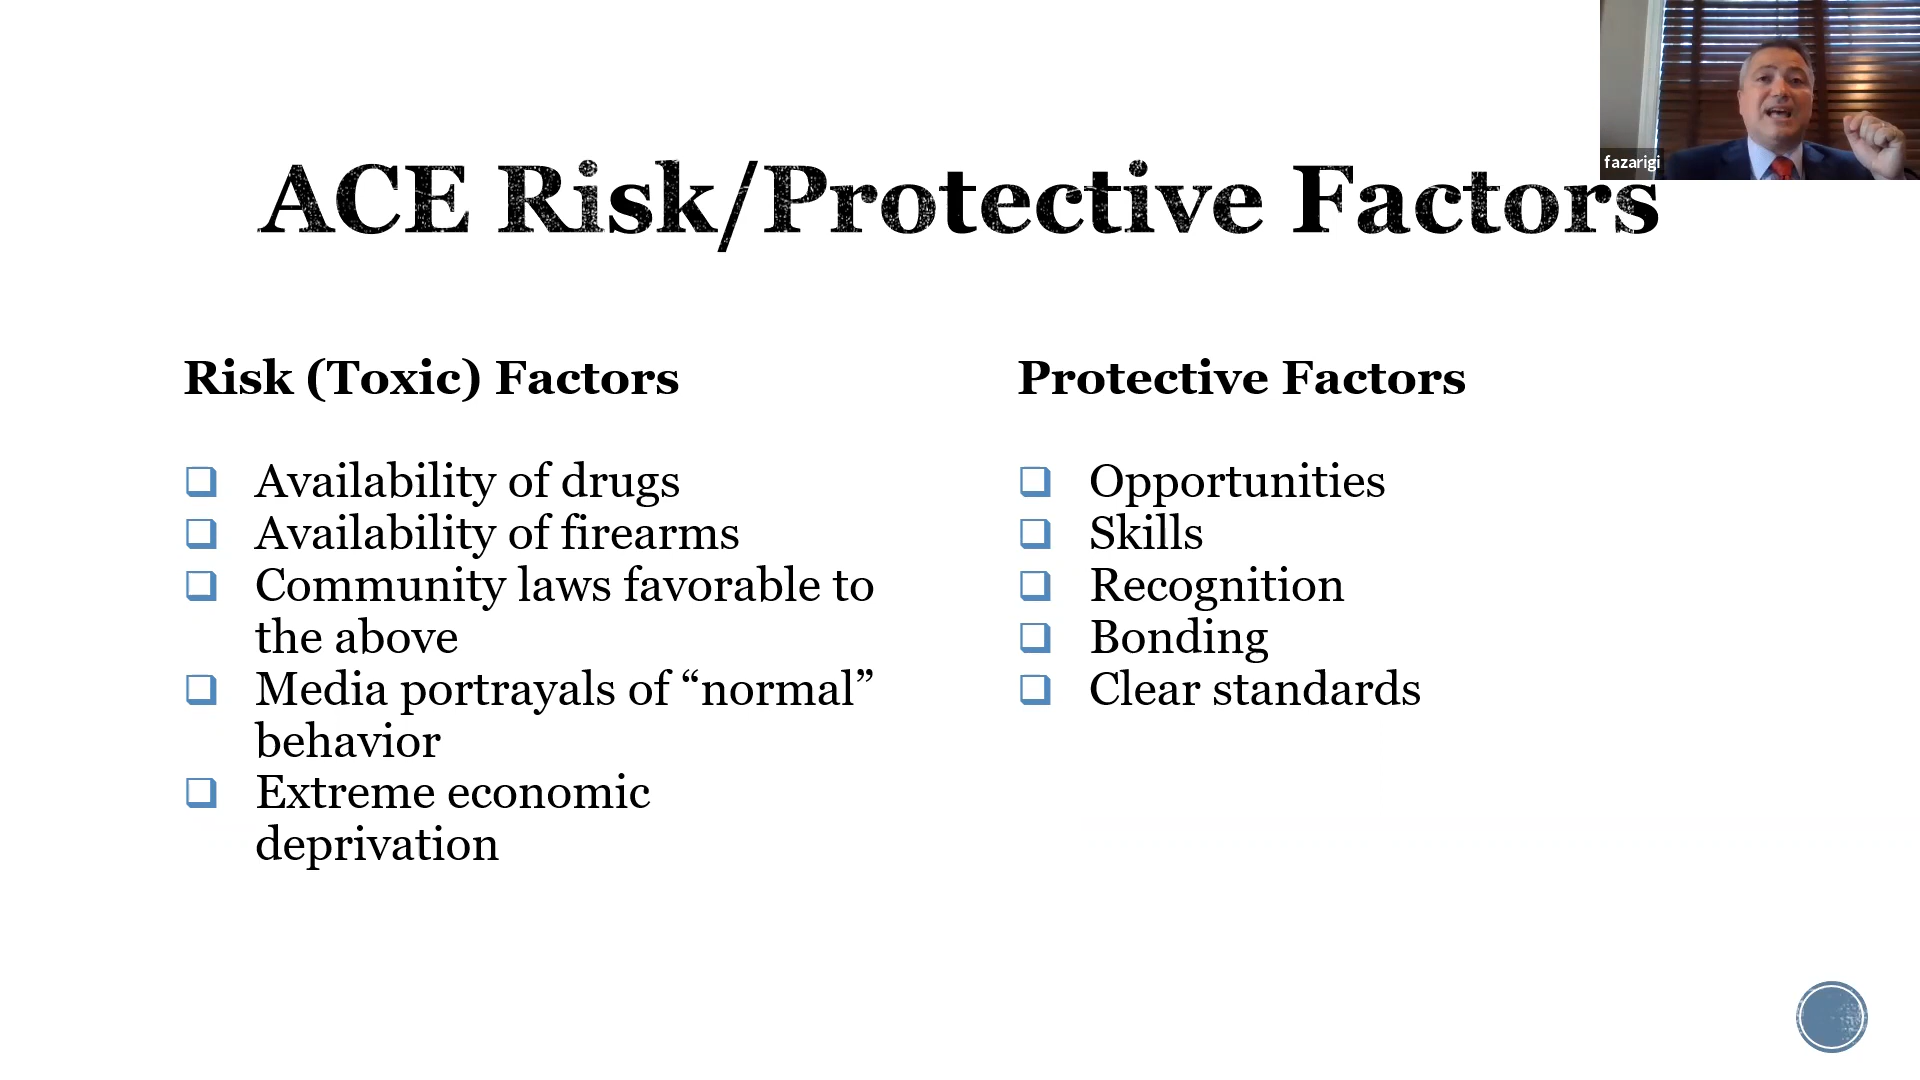 fazarigi
ACE Risk/Protective Factors
Risk (Toxic) Factors
Availability of drugs
Availability of firearms
Community laws favorable to
the above
Media portrayals of “normal”
behavior
Extreme economic
deprivation
Protective Factors
Opportunities
Skills
Recognition
Bonding
Clear standards